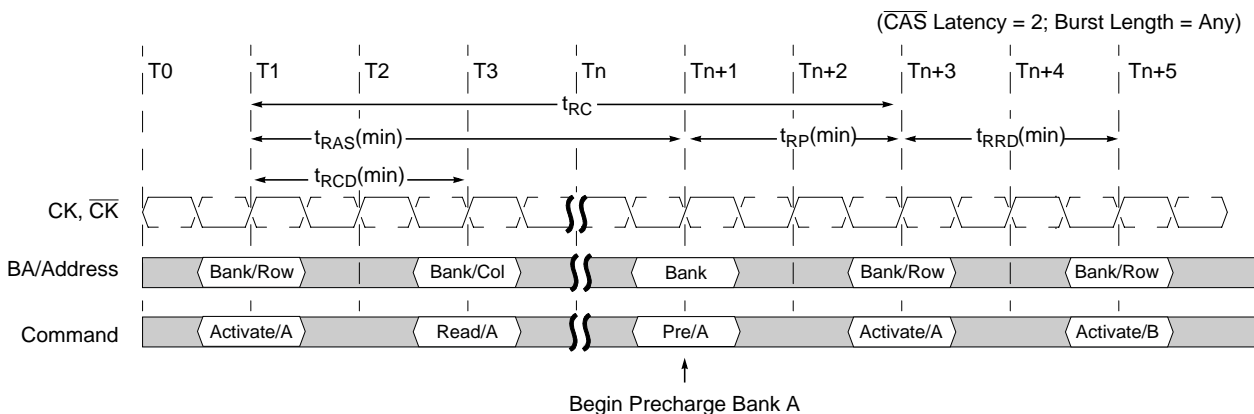 (CAS Latency = 2; Burst Length = Any)
T0 T1 T2 T3 Tn Tn+1 Tn+2 Tn+3 Tn+4 Tn+5
tRC
tRAS(min) tRP(min) tRRD(min)
tRCD(min)
CK, CK
BA/Address Bank/Row Bank/Col Bank Bank/Row Bank/Row
Command Activate/A Read/A Pre/A Activate/A Activate/B
Begin Precharge Bank A